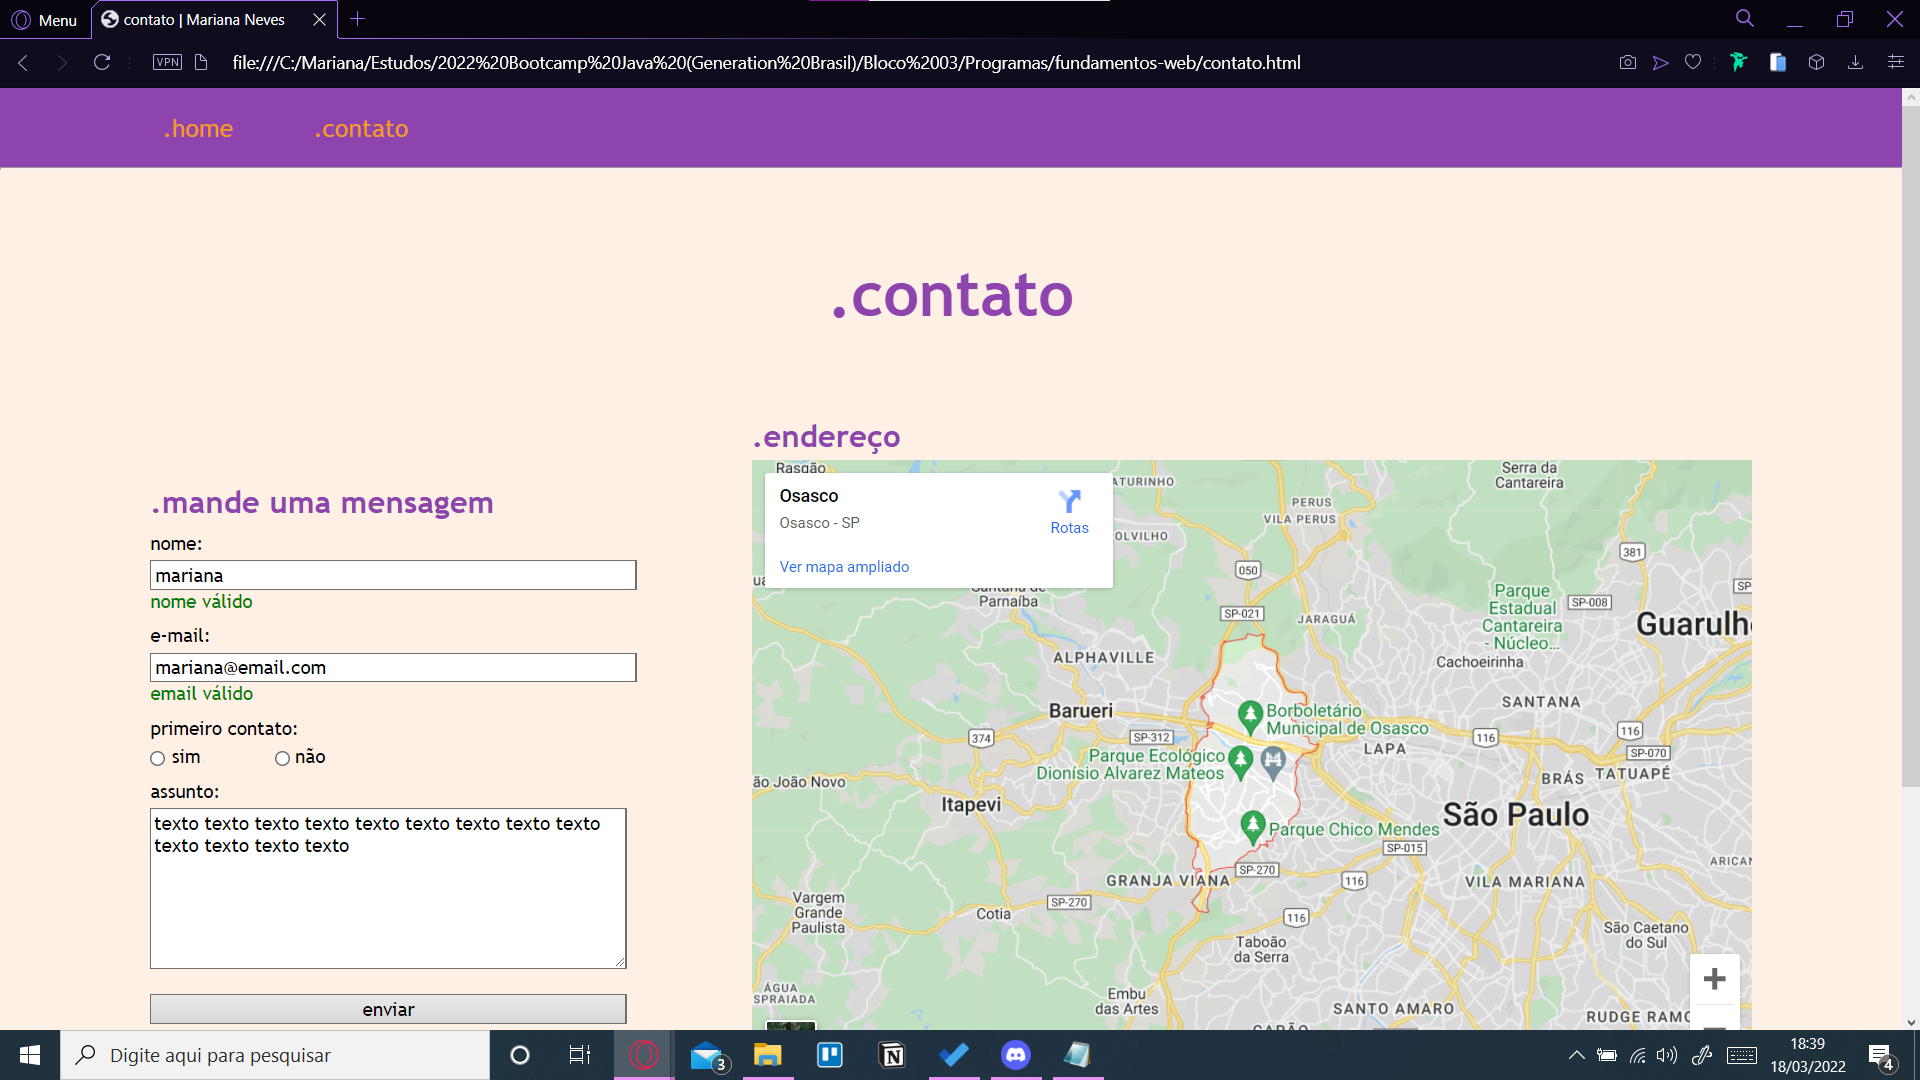 Menu
contato | Mariana Neves
VPN
file:///C:/Mariana/Estudos/2022%20Bootcamp%20Java%20(Generation%20Brasil)/Bloco%2003/Programas/fundamentos-web/contato.html
.home
.contato
.contato
.mande uma mensagem
nome:
mariana
nome válido
e-mail:
mariana@email.com
email válido
primeiro contato:
sim
não
assunto:
texto texto texto texto texto texto texto texto texto
texto texto texto texto
enviar
.endereço
Osasco
Osasco - SP
Ver mapa ampliado
Rotas
Rasgão
Serra da
Cantareira
PERUS
VILA PERUS
381
050
Parnaíba
SP-021
JARAGUÁ
Parque
Estadual
Cantareira
- Núcleo...
SP-008
SP
Guarulh
ALPHAVILLE
Cachoeirinha
SANTANA
Barueri
Borboletário
Municipal de Osasco
374
SP-312
116
116
SP-070
LAPA
Parque Ecológico
Dionísio Alvarez Mateos
BRÁS
TATUAPÉ
ão João Novo
Itapevi
São Paulo
Parque Chico Mendes
SP-015
SP-270
GRANJA VIANA
116
VILA MARIANA
ARICAN
Vargem
Grande
Paulista
SP-270
Cotia
116
São Caetano
do Sul
Taboão
da Serra
ÁGUA
SPRAIADA
Embu
das Artes
SANTO AMARO
RUDGE RAMO
Digite aqui para pesquisar
3
18:39
18/03/2022
4